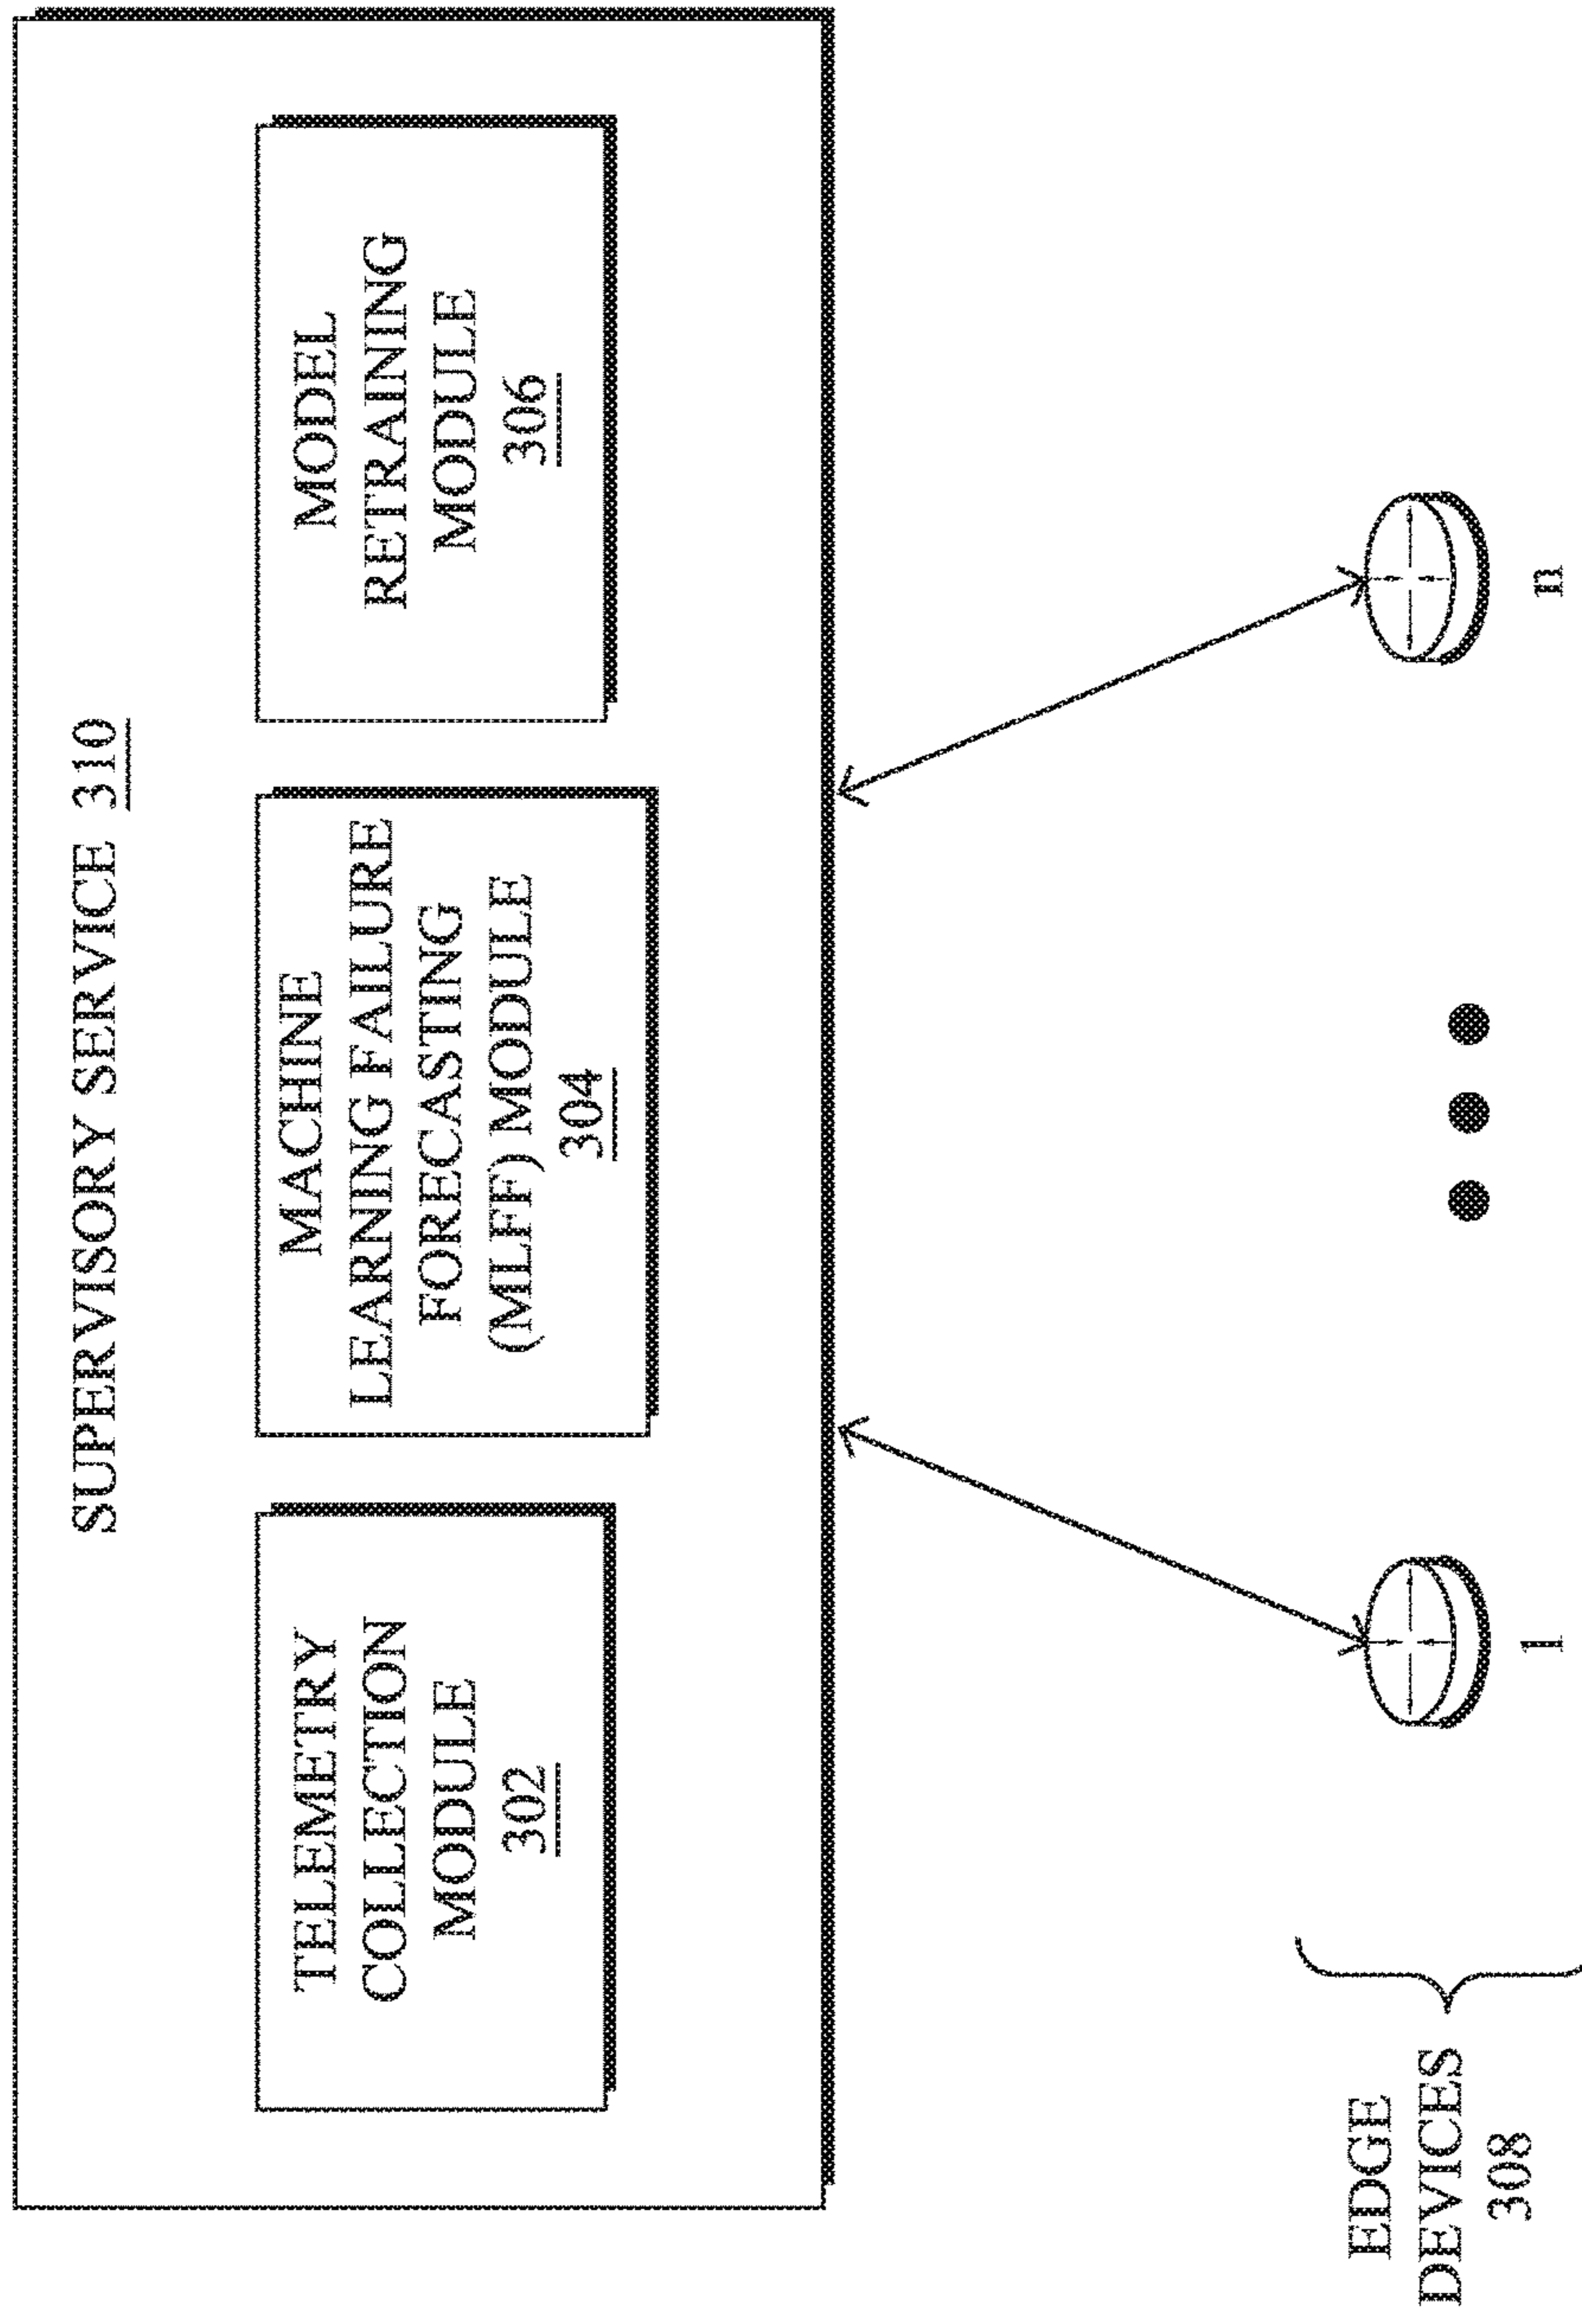 SUPERVISORY SERVICE 310
TELEMETRY
COLLECTION
MODULE
302
MACHINE
LEARNING FAILURE
FORECASTING
(MLFF) MODULE
304
MODEL
RETRAINING
MODULE
306
EDGE
DEVICES
308
1
n